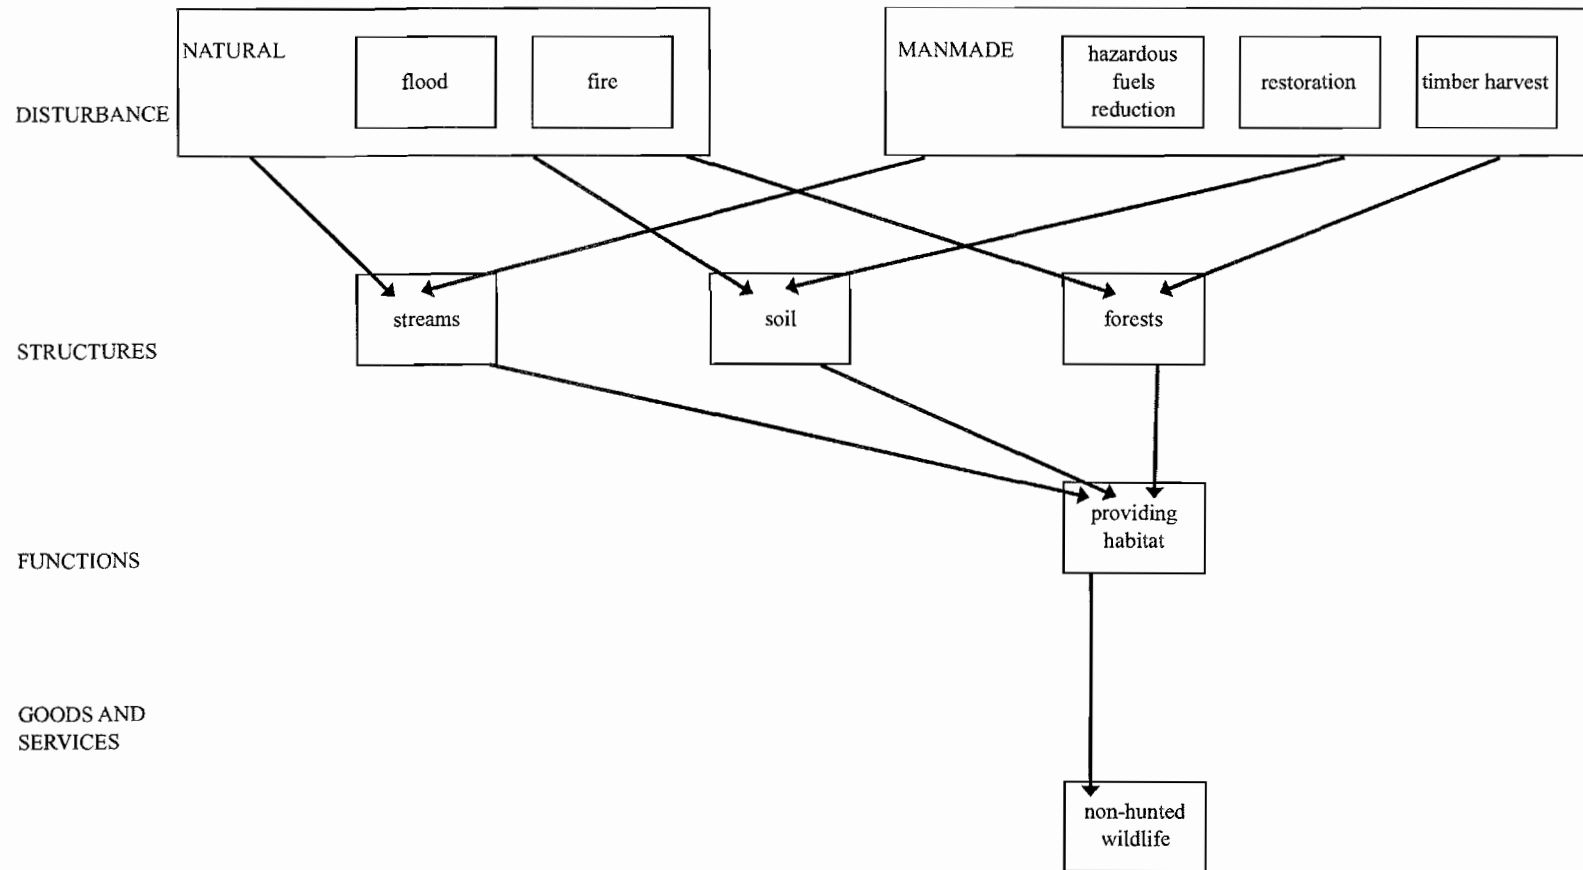 NATURAL
flood
fire
MANMADE
hazardous
fuels
reduction
restoration
timber harvest
DISTURBANCE
streams
soil
forests
STRUCTURES
providing
habitat
FUNCTIONS
GOODS AND
SERVICES
non-hunted
wildlife